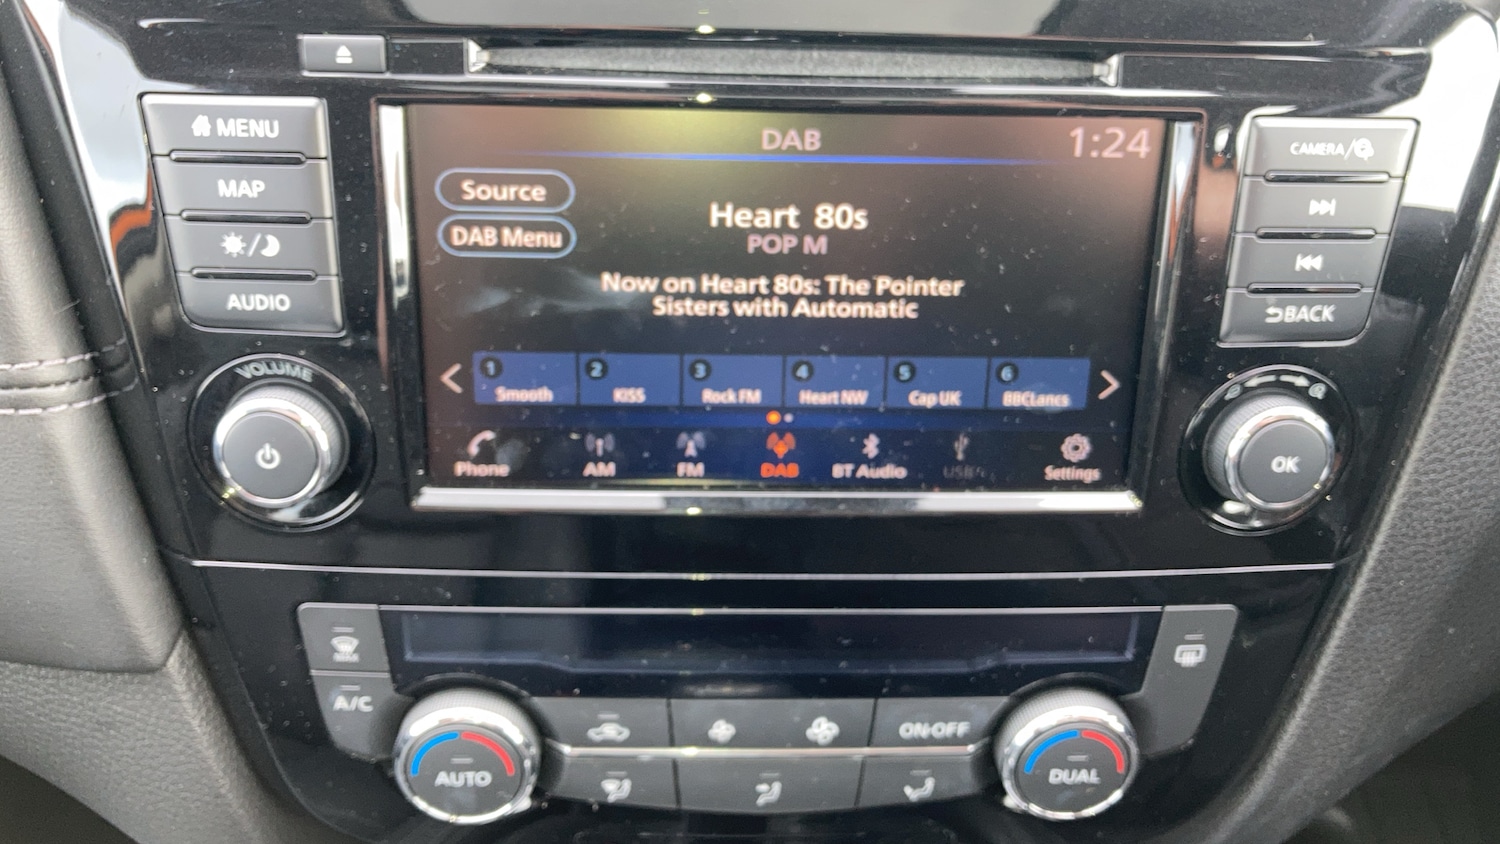 MENU
MAP
AUDIO
VOLUME
DAB
1:24
Source
DAB Menu
Heart 80s
POP M
Now on Heart 80s: The Pointer
Sisters with Automatic
1 Smooth
2 KISS
3 Rock FM
4 Heart NW
5 Cap UK
6 BBCLancs
Phone
AM
FM
DAB
BT Audio
Settings
CAMERA/
BACK
OK
A/C
AUTO
ON·OFF
DUAL